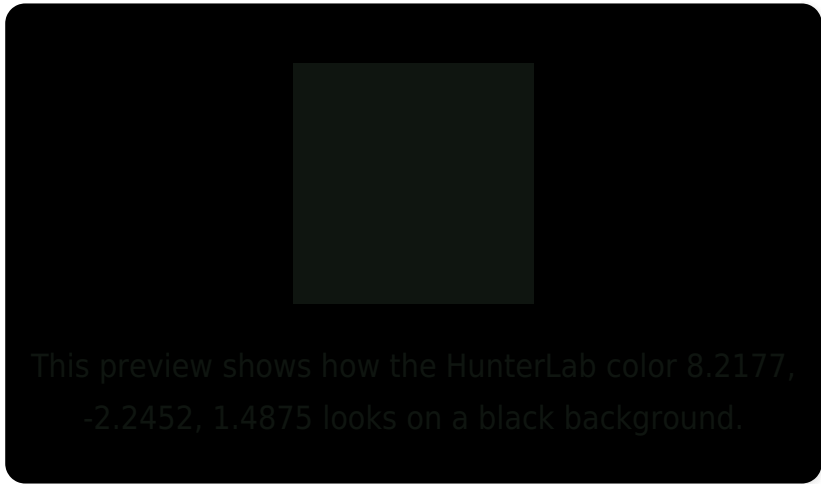 This preview shows how the HunterLab color 8.2177,
-2.2452, 1.4875 looks on a black background.